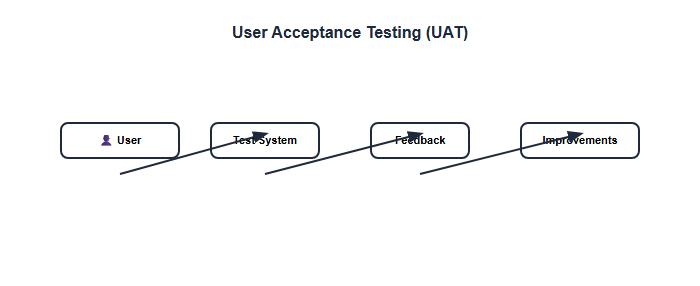 User Acceptance Testing (UAT)
👤 User
Test System
Feedback
Improvements